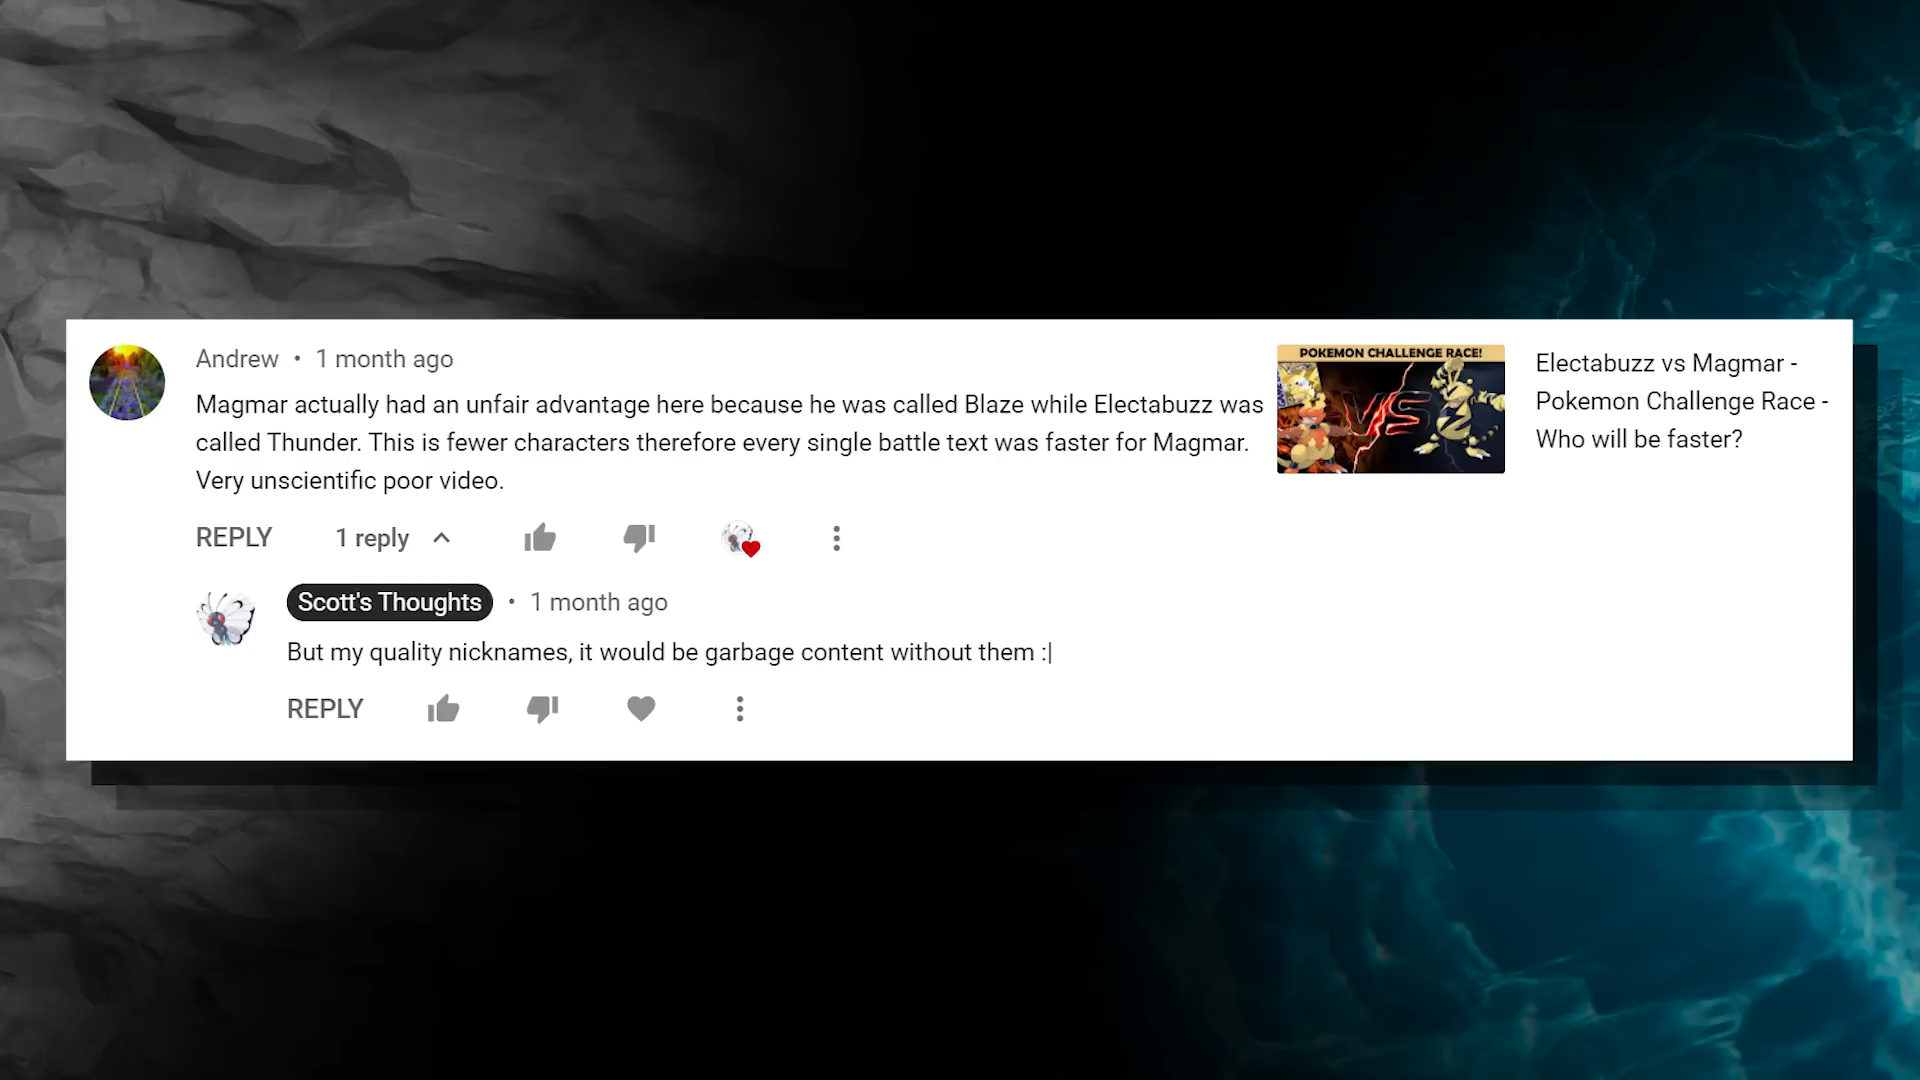 Andrew • 1 month ago
Magmar actually had an unfair advantage here because he was called Blaze while Electabuzz was
called Thunder. This is fewer characters therefore every single battle text was faster for Magmar.
Very unscientific poor video.
REPLY 1 reply
POKEMON CHALLENGE RACE!
VS
Electabuzz vs Magmar -
Pokemon Challenge Race -
Who will be faster?
Scott's Thoughts • 1 month ago
But my quality nicknames, it would be garbage content without them :|
REPLY